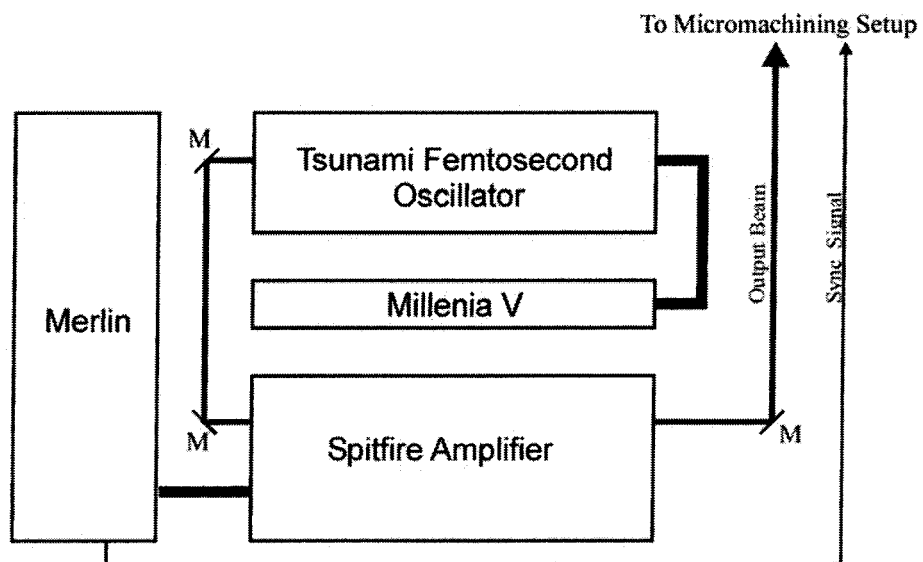 To Micromachining Setup
M
Tsunami Femtosecond
Oscillator
Output Beam
Sync Signal
Millenia V
Merlin
M
Spitfire Amplifier
M